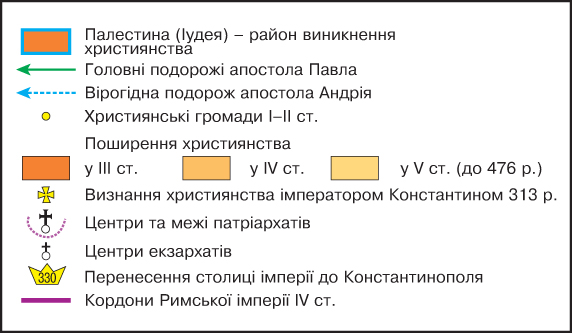 Палестина (Іудея) – район виникнення
християнства
Головні подорожі апостола Павла
Вірогідна подорож апостола Андрія
Християнські громади І–ІІ ст.
Поширення християнства
у ІІІ ст. у IV ст. у V ст. (до 476 р.)
Визнання християнства імператором Константином 313 р.
Центри та межі патріархатів
Центри екзархатів
330 Перенесення столиці імперії до Константинополя
Кордони Римської імперії IV ст.